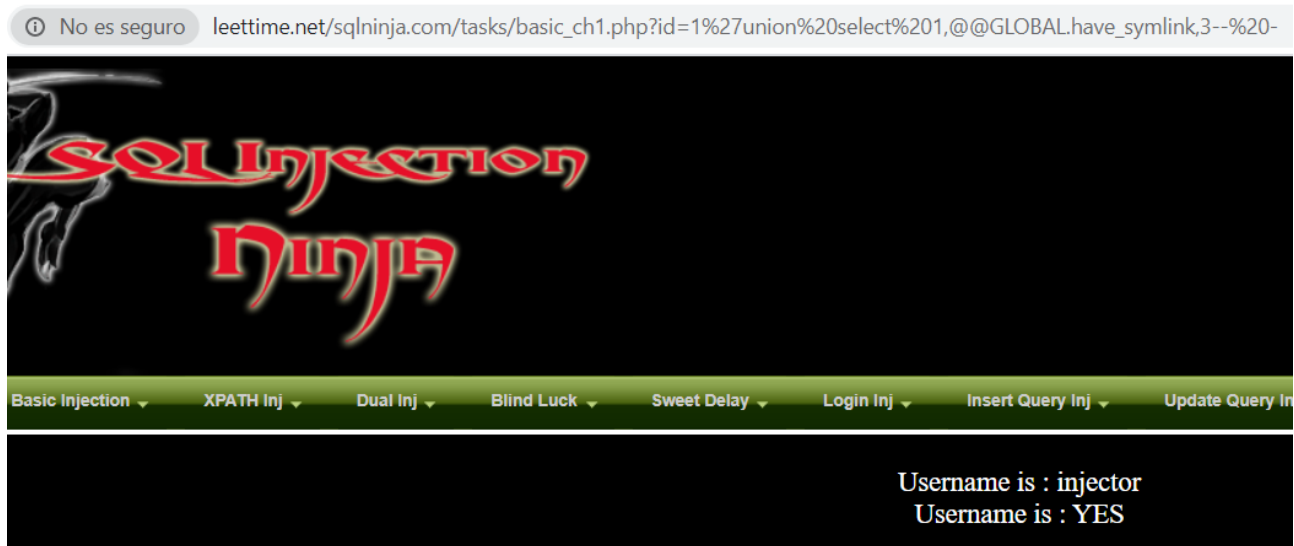 No es seguro leettime.net/sqlninja.com/tasks/basic_ch1.php?id=1%27union%20select%201,@@GLOBAL.have_symlink,3--%20-
SQL Injection
Ninja
Basic Injection XPATH Inj Dual Inj Blind Luck Sweet Delay Login Inj Insert Query Inj Update Query In
Username is : injector
Username is : YES